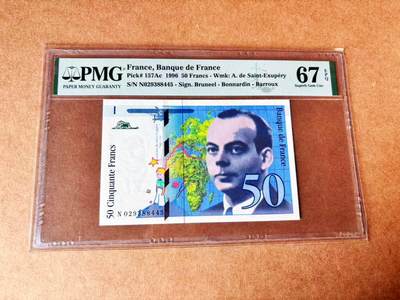 PMG
PAPER MONEY GUARANTY
France, Banque de France
Pick# 157Ac 1996 50 Francs - Wmk: A. de Saint-Exupéry
S/N N029388445 - Sign. Bruneel - Bonnardin - Barroux
67 EPQ
Superb Gem Unc
50 Cinquante Francs
Banque de France
50
N 029388445